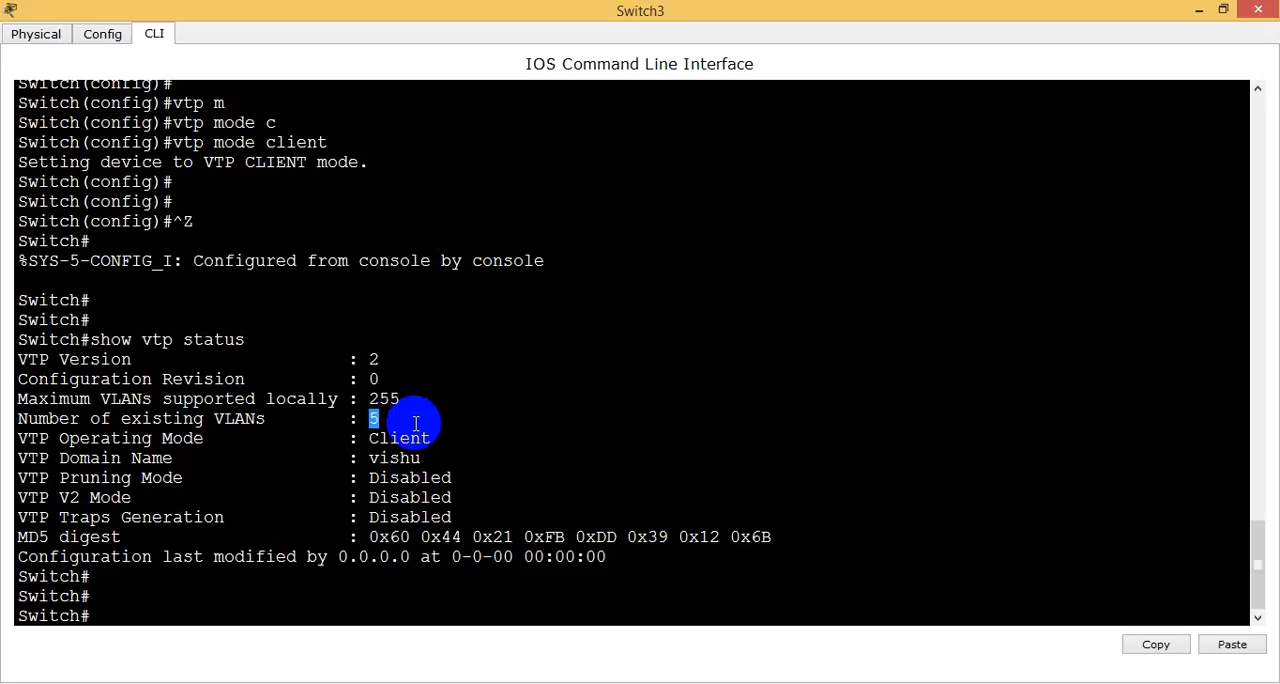 Switch3
Physical Config CLI
IOS Command Line Interface
Switch(config)#
Switch(config)#vtp m
Switch(config)#vtp mode c
Switch(config)#vtp mode client
Setting device to VTP CLIENT mode.
Switch(config)#
Switch(config)#
Switch(config)#^Z
Switch#
%SYS-5-CONFIG_I: Configured from console by console
Switch#
Switch#
Switch#show vtp status
VTP Version : 2
Configuration Revision : 0
Maximum VLANs supported locally : 255
Number of existing VLANs : 5
VTP Operating Mode : Client
VTP Domain Name : vishu
VTP Pruning Mode : Disabled
VTP V2 Mode : Disabled
VTP Traps Generation : Disabled
MD5 digest : 0x60 0x44 0x21 0xFB 0xDD 0x39 0x12 0x6B
Configuration last modified by 0.0.0.0 at 0-0-00 00:00:00
Switch#
Switch#
Switch#
Copy Paste